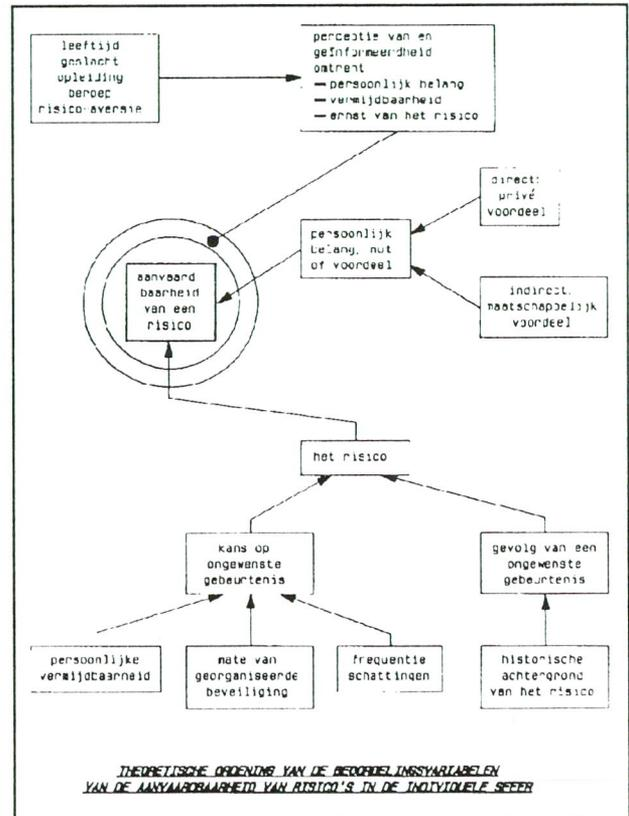 leeftijd
geslacht
opleiding
beroep
risico-aversie
perceptie van en
geïnformeerdheid
omtrent
– persoonlijk belang
– vermijdbaarheid
– ernst van het risico
direct:
privé
voordeel
persoonlijk
belang, nut
of voordeel
indirect:
maatschappelijk
voordeel
aanvaard
baarheid
van een
risico
het risico
kans op
ongewenste
gebeurtenis
gevolg van een
ongewenste
gebeurtenis
persoonlijke
vermijdbaarheid
mate van
georganiseerde
beveiliging
frequentie
schattingen
historische
achtergrond
van het risico
THEORETISCHE ORDENING VAN DE BEOORDELINGSVARIABELEN
VAN DE AANVAARDBAARHEID VAN RISICO'S IN DE INDIVIDUELE SFEER